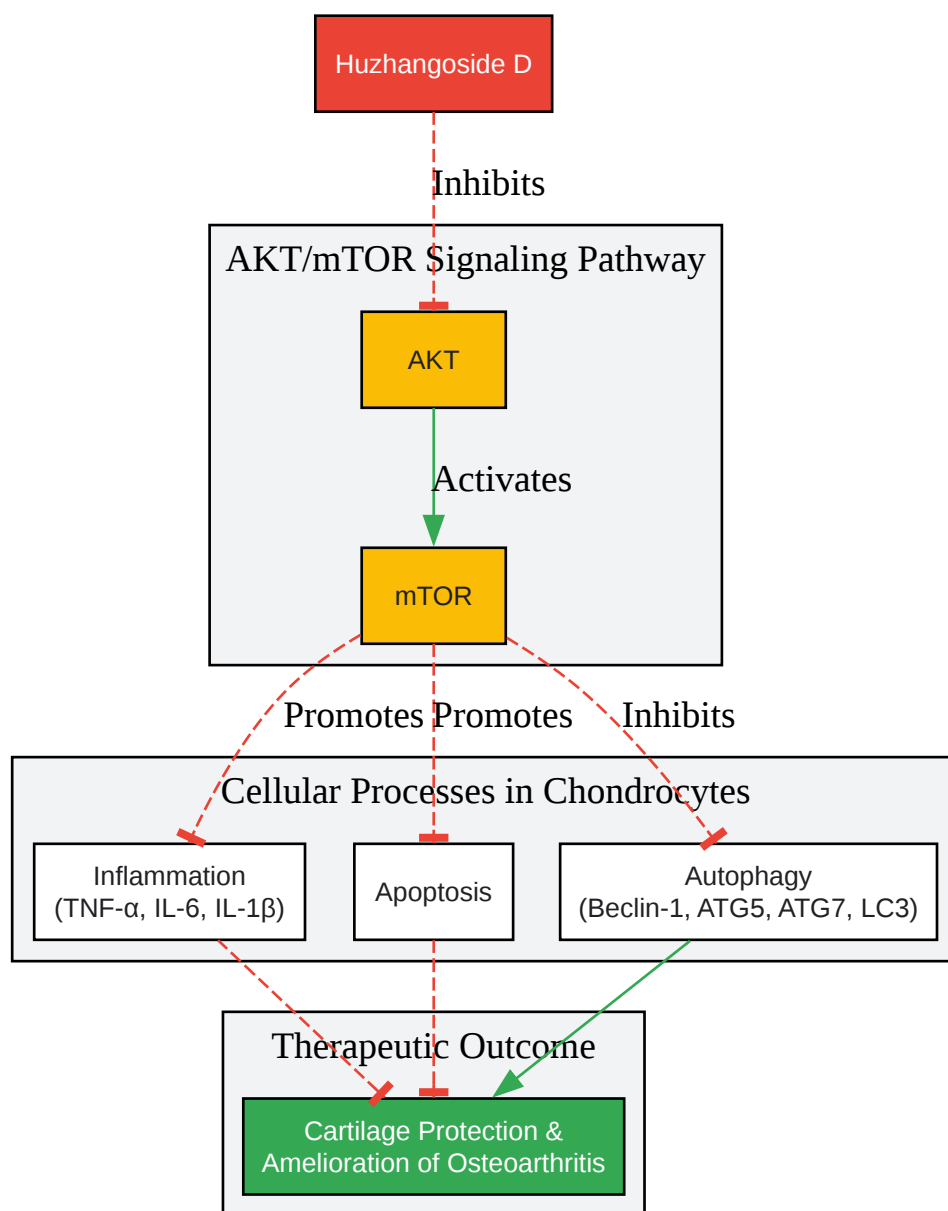 Huzhangoside D
Inhibits
AKT/mTOR Signaling Pathway
AKT
Activates
mTOR
Promotes Promotes Inhibits
Cellular Processes in Chondrocytes
Inflammation
(TNF-α, IL-6, IL-1β)
Apoptosis
Autophagy
(Beclin-1, ATG5, ATG7, LC3)
Therapeutic Outcome
Cartilage Protection &
Amelioration of Osteoarthritis